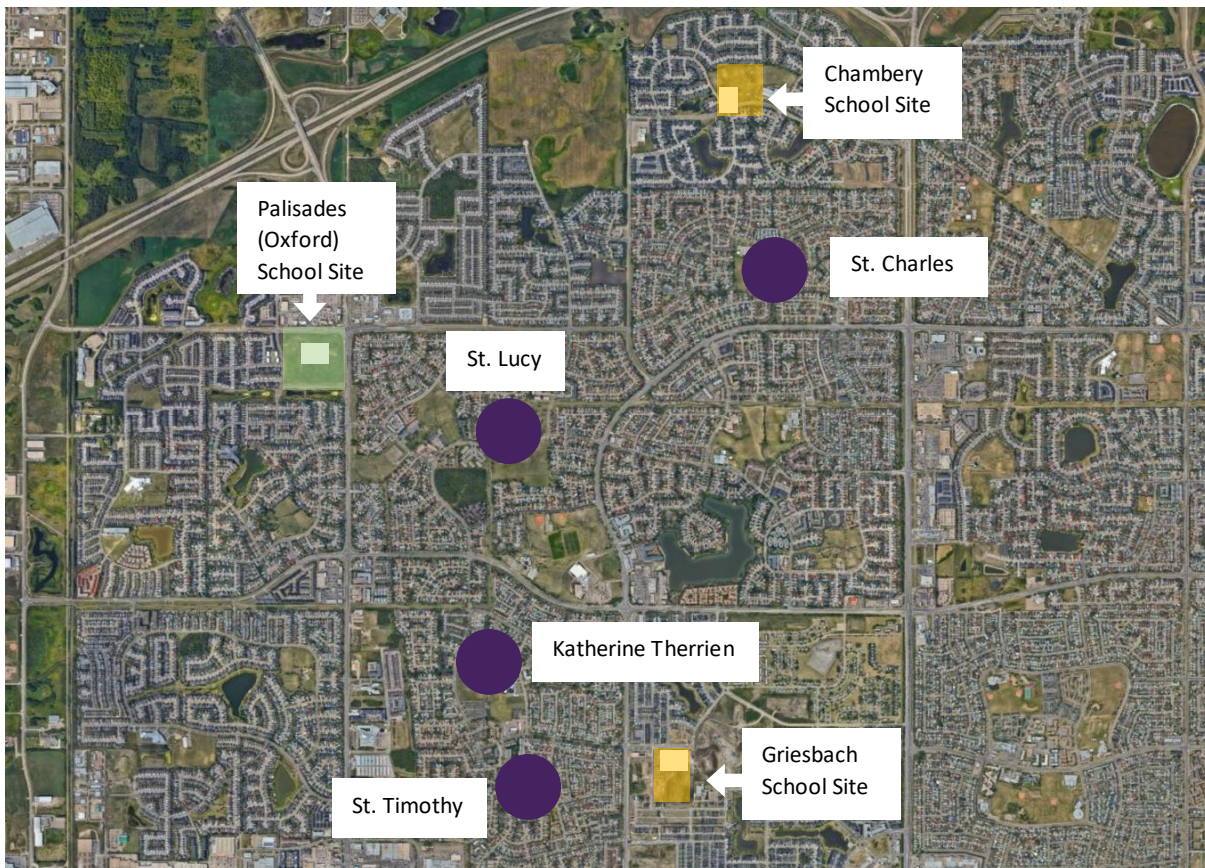 Chambery
School Site
Palisades
(Oxford)
School Site
St. Charles
St. Lucy
Katherine Therrien
Griesbach
School Site
St. Timothy